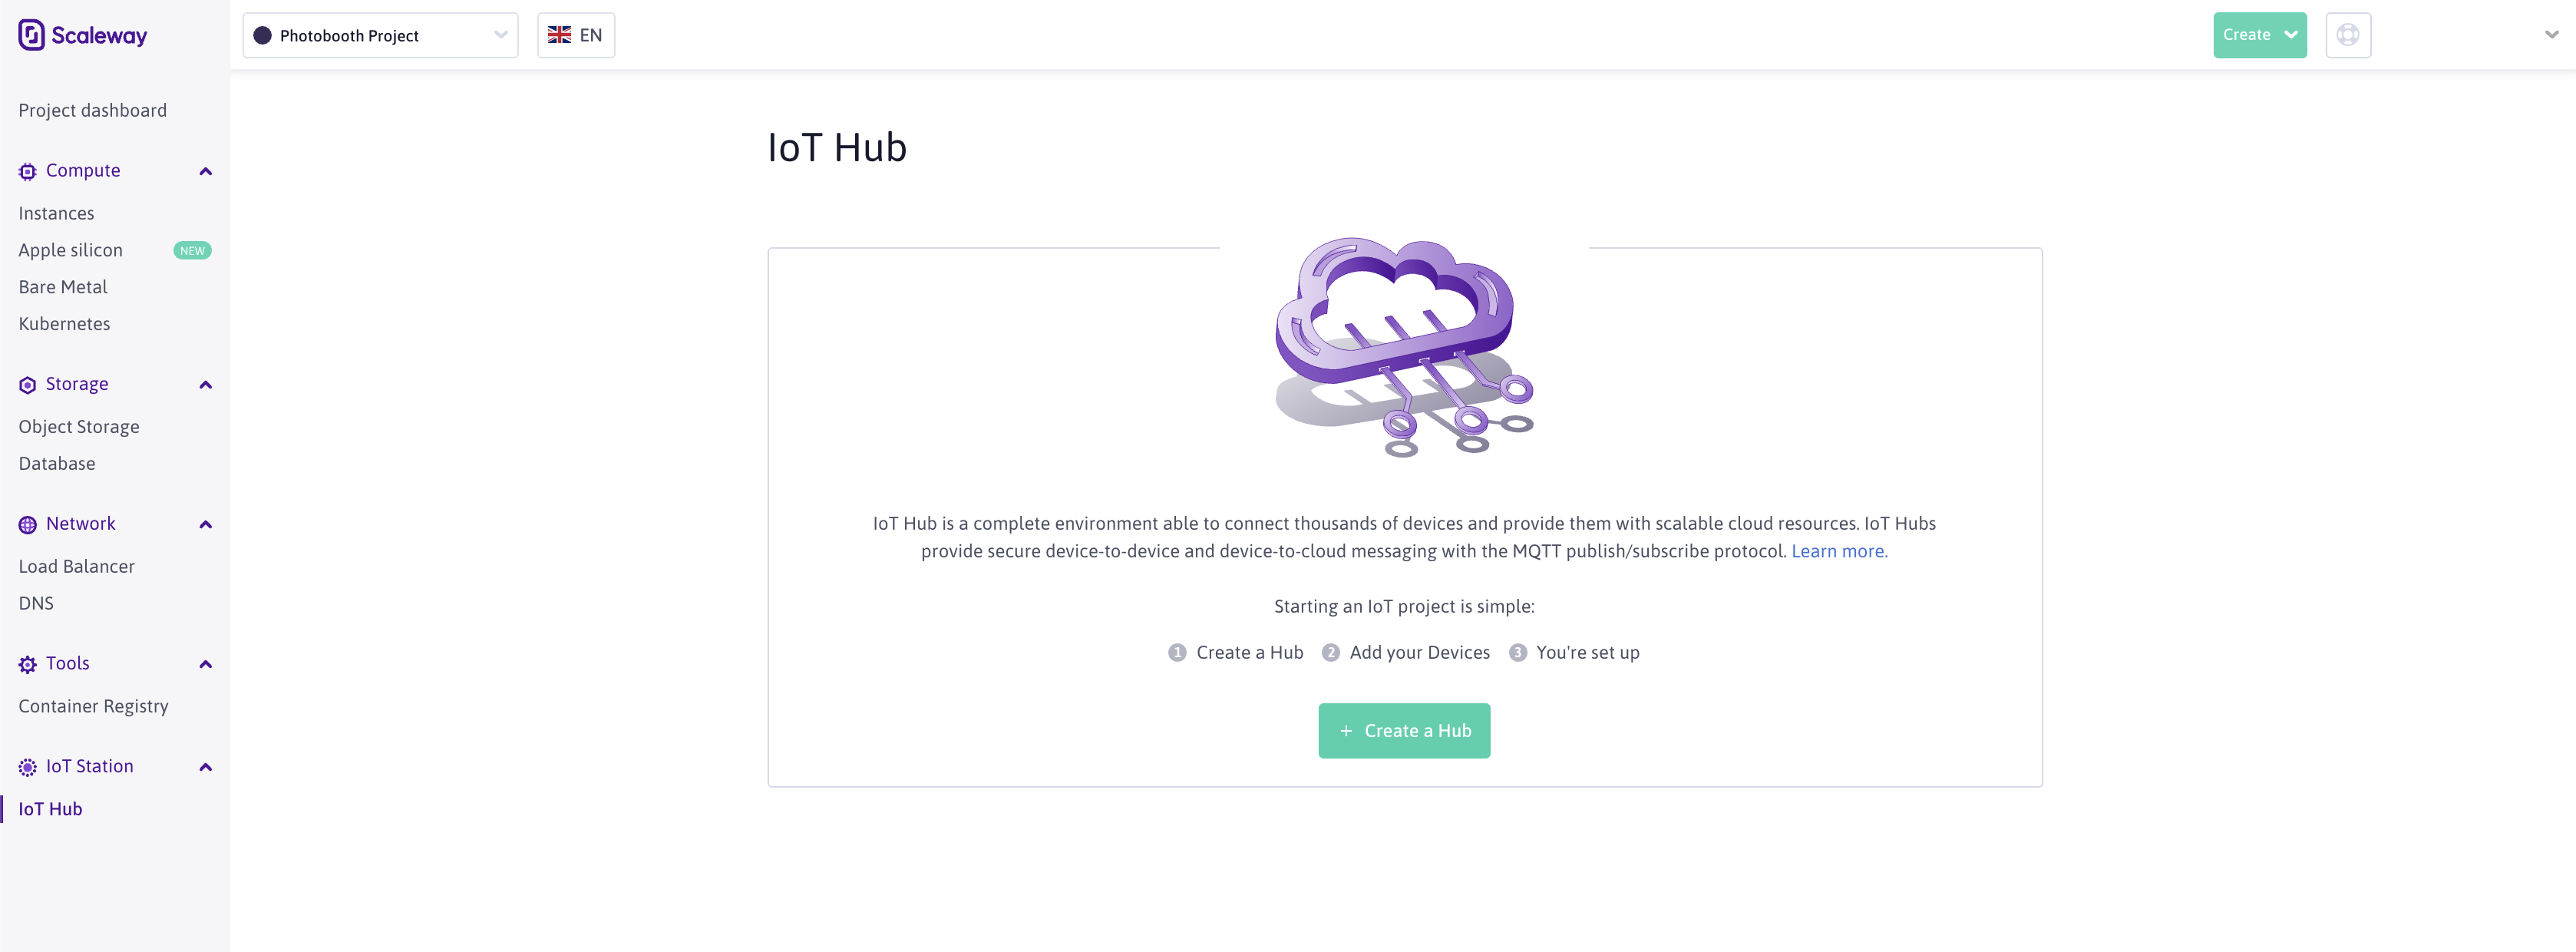 Scaleway
Photobooth Project
EN
Create
Project dashboard
Compute
Instances
Apple silicon NEW
Bare Metal
Kubernetes
Storage
Object Storage
Database
Network
Load Balancer
DNS
Tools
Container Registry
IoT Station
IoT Hub
IoT Hub
IoT Hub is a complete environment able to connect thousands of devices and provide them with scalable cloud resources. IoT Hubs
provide secure device-to-device and device-to-cloud messaging with the MQTT publish/subscribe protocol. Learn more.
Starting an IoT project is simple:
1 Create a Hub 2 Add your Devices 3 You're set up
+ Create a Hub